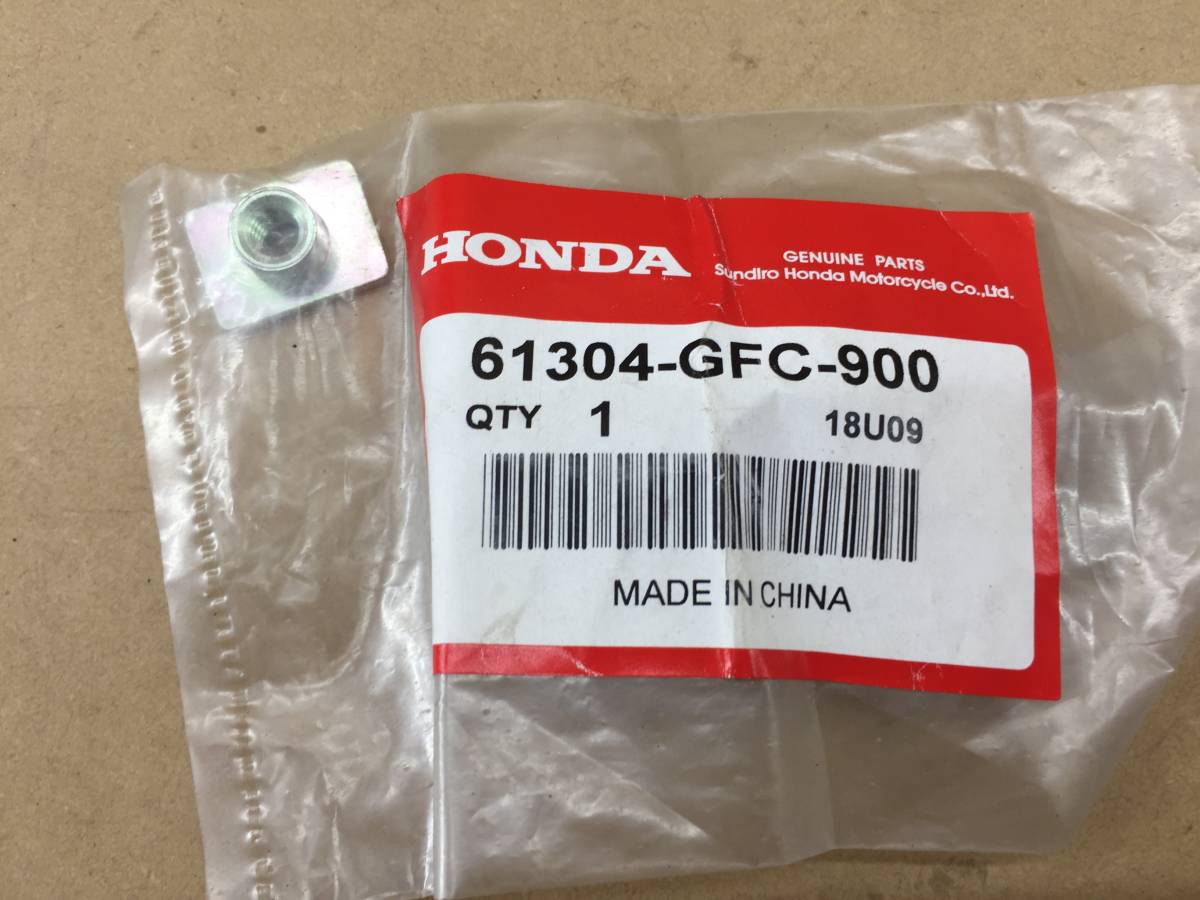 HONDA
GENUINE PARTS
Sundiro Honda Motorcycle Co.,Ltd.
61304-GFC-900
QTY 1 18U09
MADE IN CHINA